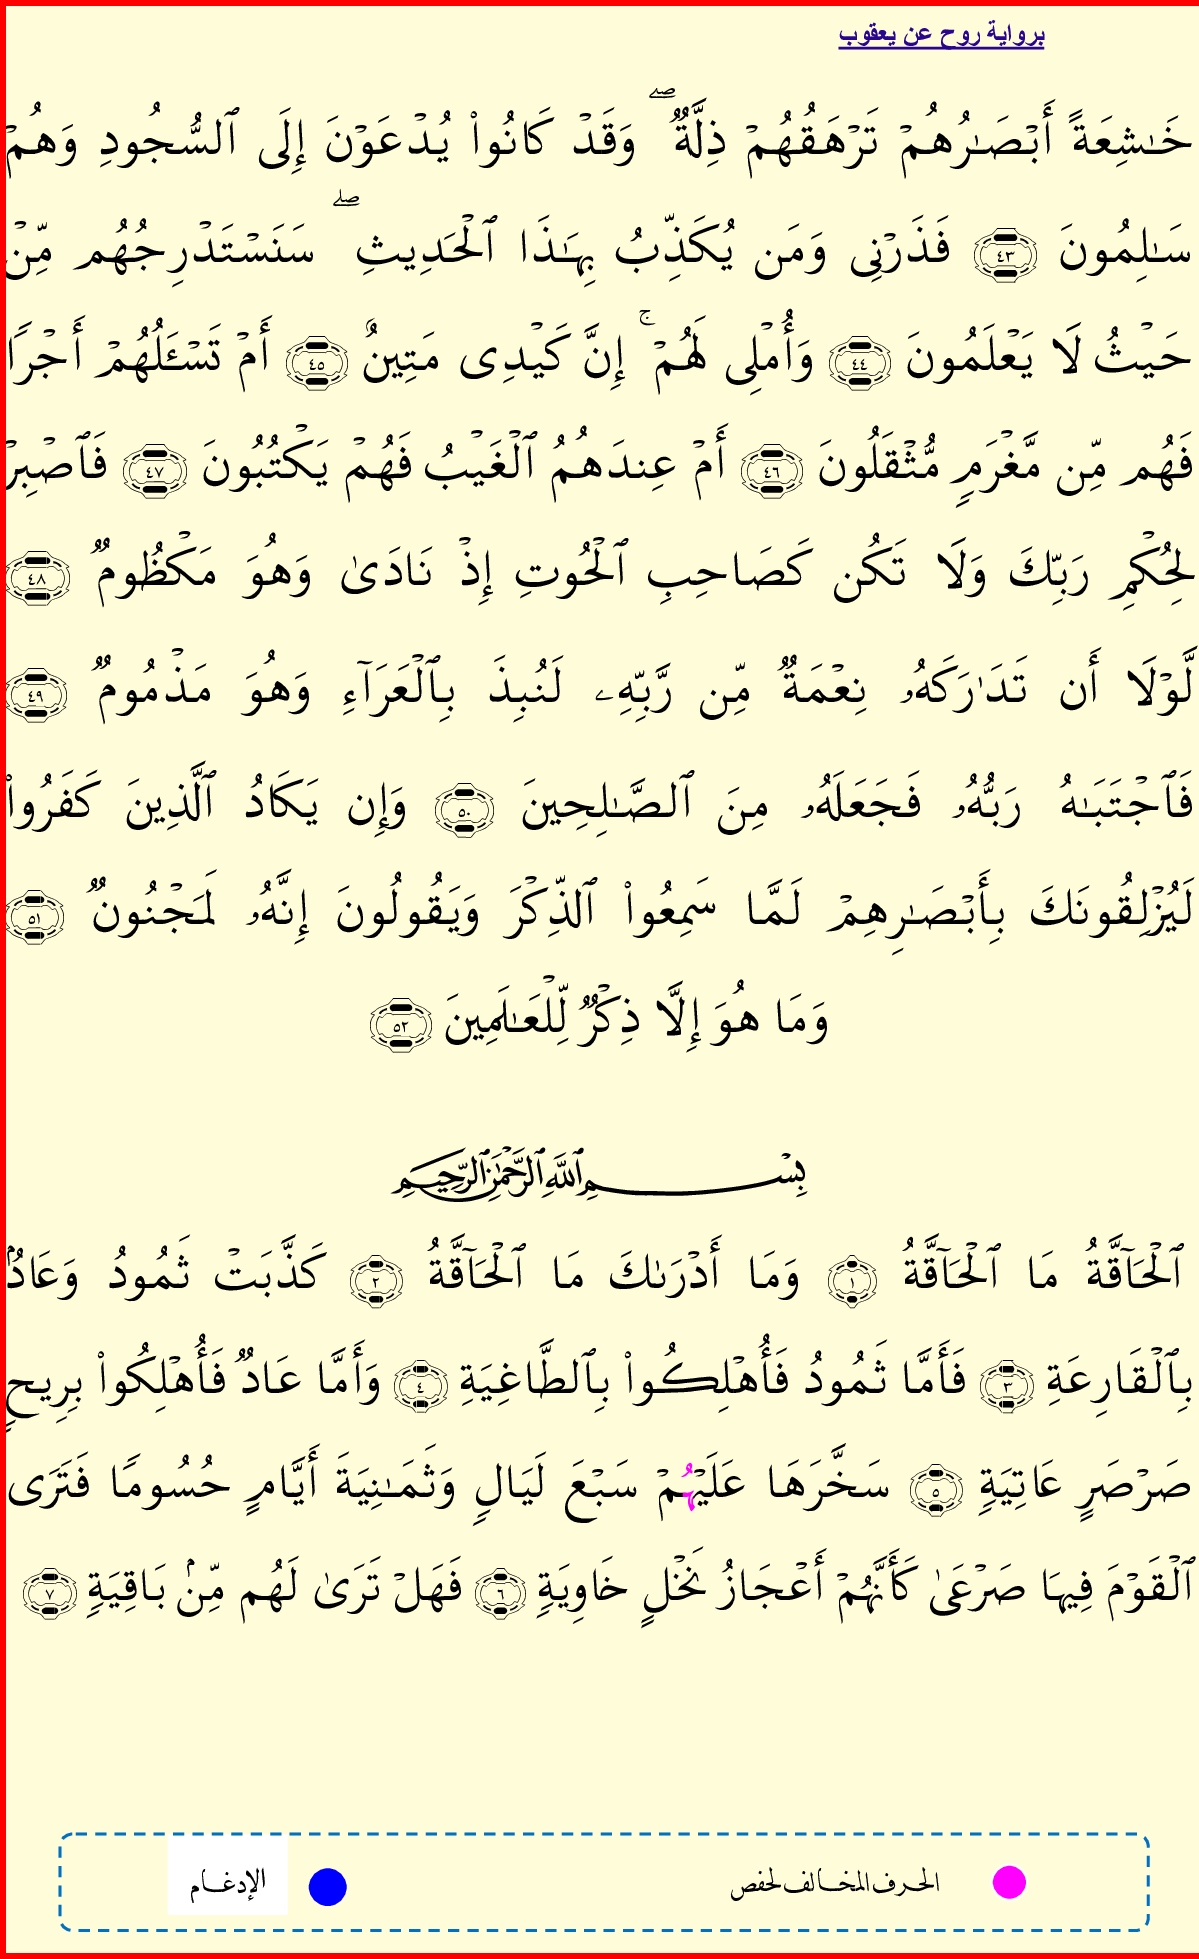 برواية روح عن يعقوب
خَـٰشِعَةً أَبْصَـٰرُهُمْ تَرْهَقُهُمْ ذِلَّةٌ ۖ وَقَدْ كَانُوا۟ يُدْعَوْنَ إِلَى ٱلسُّجُودِ وَهُمْ
سَـٰلِمُونَ ٤٣ فَذَرْنِى وَمَن يُكَذِّبُ بِهَـٰذَا ٱلْحَدِيثِ ۖ سَنَسْتَدْرِجُهُم مِّنْ
حَيْثُ لَا يَعْلَمُونَ ٤٤ وَأُمْلِى لَهُمْ ۚ إِنَّ كَيْدِى مَتِينٌ ٤٥ أَمْ تَسْـَٔلُهُمْ أَجْرًا
فَهُم مِّن مَّغْرَمٍ مُّثْقَلُونَ ٤٦ أَمْ عِندَهُمُ ٱلْغَيْبُ فَهُمْ يَكْتُبُونَ ٤٧ فَٱصْبِرْ
لِحُكْمِ رَبِّكَ وَلَا تَكُن كَصَاحِبِ ٱلْحُوتِ إِذْ نَادَىٰ وَهُوَ مَكْظُومٌ ٤٨
لَّوْلَا أَن تَدَٰرَكَهُۥ نِعْمَةٌ مِّن رَّبِّهِۦ لَنُبِذَ بِٱلْعَرَآءِ وَهُوَ مَذْمُومٌ ٤٩
فَٱجْتَبَـٰهُ رَبُّهُۥ فَجَعَلَهُۥ مِنَ ٱلصَّـٰلِحِينَ ٥٠ وَإِن يَكَادُ ٱلَّذِينَ كَفَرُوا۟
لَيُزْلِقُونَكَ بِأَبْصَـٰرِهِمْ لَمَّا سَمِعُوا۟ ٱلذِّكْرَ وَيَقُولُونَ إِنَّهُۥ لَمَجْنُونٌ ٥١
وَمَا هُوَ إِلَّا ذِكْرٌ لِّلْعَـٰلَمِينَ ٥٢
بِسْمِ ٱللَّهِ ٱلرَّحْمَـٰنِ ٱلرَّحِيمِ
ٱلْحَآقَّةُ مَا ٱلْحَآقَّةُ ١ وَمَا أَدْرَىٰكَ مَا ٱلْحَآقَّةُ ٢ كَذَّبَتْ ثَمُودُ وَعَادٌۢ
بِٱلْقَارِعَةِ ٣ فَأَمَّا ثَمُودُ فَأُهْلِكُوا۟ بِٱلطَّاغِيَةِ ٤ وَأَمَّا عَادٌ فَأُهْلِكُوا۟ بِرِيحٍ
صَرْصَرٍ عَاتِيَةٍ ٥ سَخَّرَهَا عَلَيْهُمْ سَبْعَ لَيَالٍ وَثَمَـٰنِيَةَ أَيَّامٍ حُسُومًا فَتَرَى
ٱلْقَوْمَ فِيهَا صَرْعَىٰ كَأَنَّهُمْ أَعْجَازُ نَخْلٍ خَاوِيَةٍ ٦ فَهَلْ تَرَىٰ لَهُم مِّنۢ بَاقِيَةٍ ٧
الحرف المخالف لحفص
الإدغام